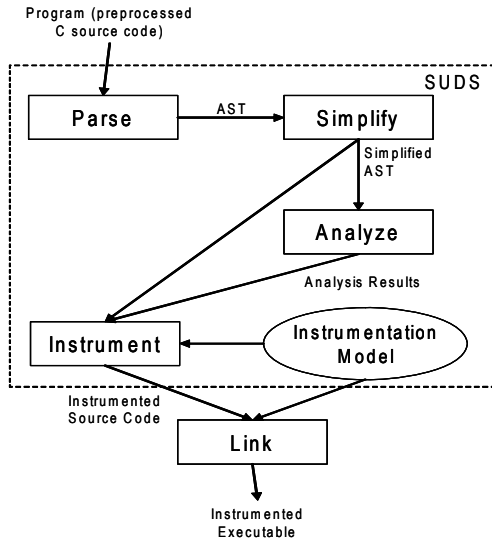 Program (preprocessed
C source code)
SUDS
Parse
AST
Simplify
Simplified
AST
Analyze
Analysis Results
Instrument
Instrumentation
Model
Instrumented
Source Code
Link
Instrumented
Executable